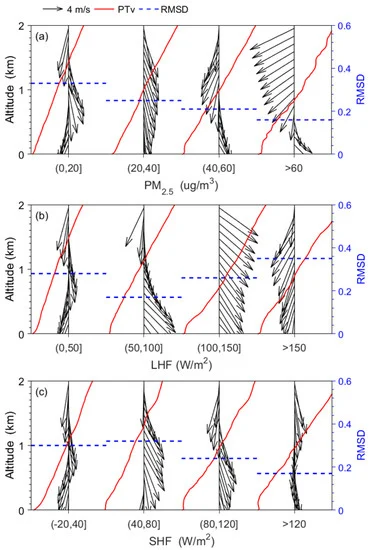 4 m/s PTv RMSD
(a)
2
1
0
Altitude (km)
0.6
0.4
0.2
0
RMSD
(0,20] (20,40] (40,60] >60
PM2.5 (ug/m3)
(b)
2
1
0
Altitude (km)
0.6
0.4
0.2
0
RMSD
(0,50] (50,100] (100,150] >150
LHF (W/m2)
(c)
2
1
0
Altitude (km)
0.6
0.4
0.2
0
RMSD
(-20,40] (40,80] (80,120] >120
SHF (W/m2)